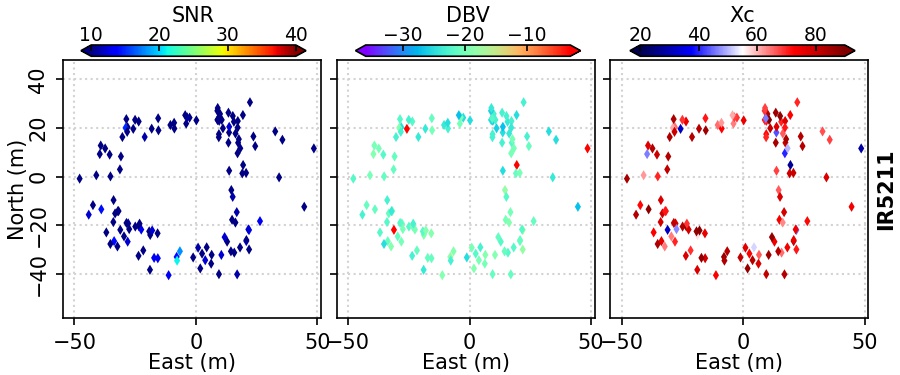 SNR DBV Xc
10 20 30 40 −30 −20 −10 20 40 60 80
North (m)
40
20
0
−20
−40
−50 0 50 −50 0 50 −50 0 50
East (m) East (m) East (m)
IR5211